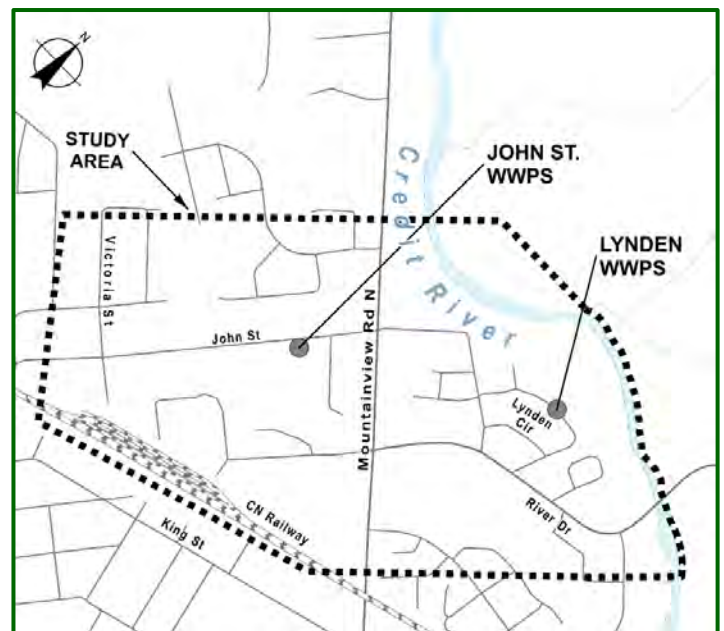 N
STUDY
AREA
JOHN ST.
WWPS
LYNDEN
WWPS
Credit River
Victoria St
John St
Mountainview Rd N
Lynden
Cir
River Dr
CN Railway
King St